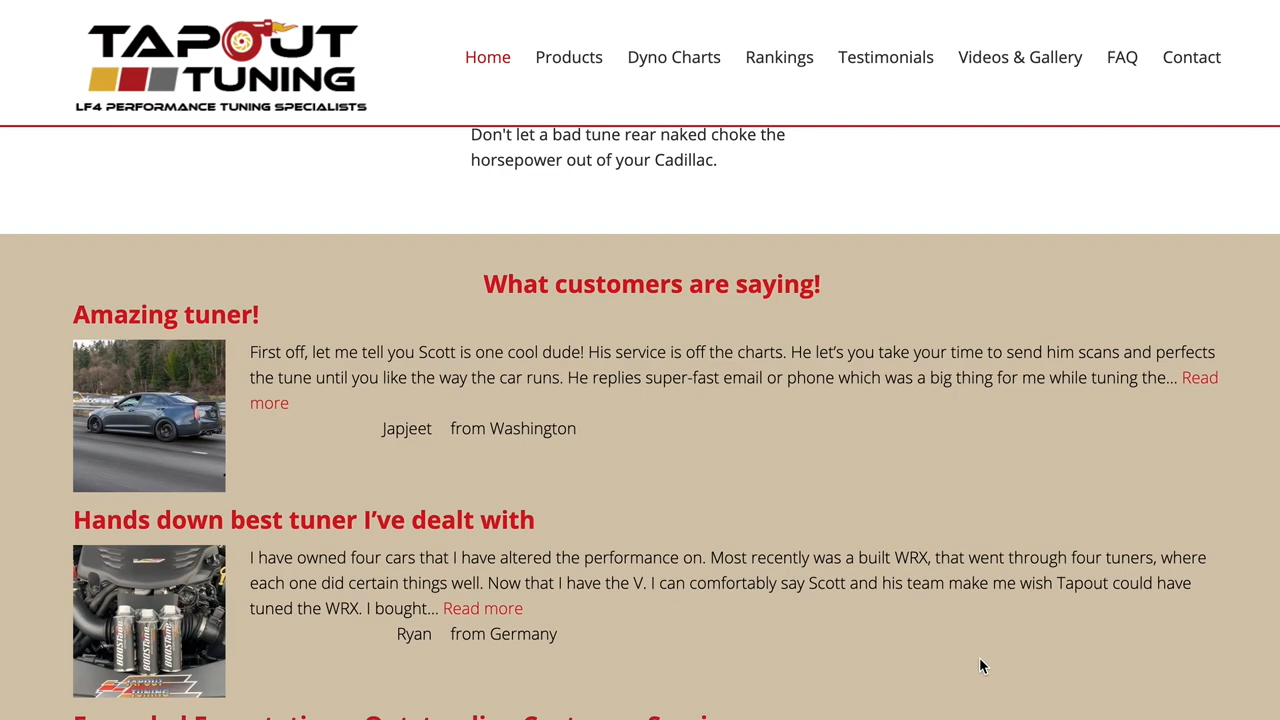 TAPOUT
TUNING
LF4 PERFORMANCE TUNING SPECIALISTS
Home Products Dyno Charts Rankings Testimonials Videos & Gallery FAQ Contact
Don't let a bad tune rear naked choke the
horsepower out of your Cadillac.
What customers are saying!
Amazing tuner!
First off, let me tell you Scott is one cool dude! His service is off the charts. He let’s you take your time to send him scans and perfects
the tune until you like the way the car runs. He replies super-fast email or phone which was a big thing for me while tuning the... Read
more
Japjeet from Washington
Hands down best tuner I’ve dealt with
I have owned four cars that I have altered the performance on. Most recently was a built WRX, that went through four tuners, where
each one did certain things well. Now that I have the V. I can comfortably say Scott and his team make me wish Tapout could have
tuned the WRX. I bought... Read more
Ryan from Germany
TAPOUT
TUNING